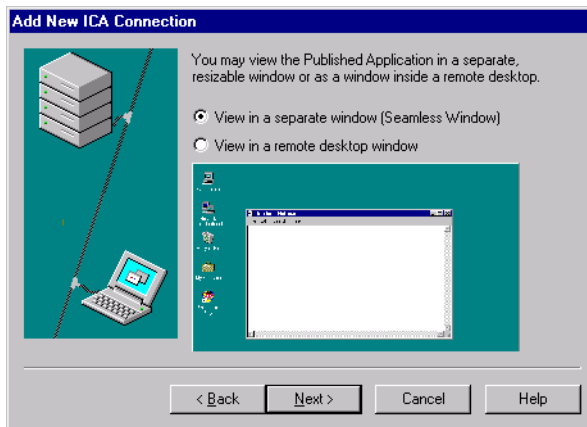 Add New ICA Connection
You may view the Published Application in a separate,
resizable window or as a window inside a remote desktop.
View in a separate window (Seamless Window)
View in a remote desktop window
< Back
Next >
Cancel
Help